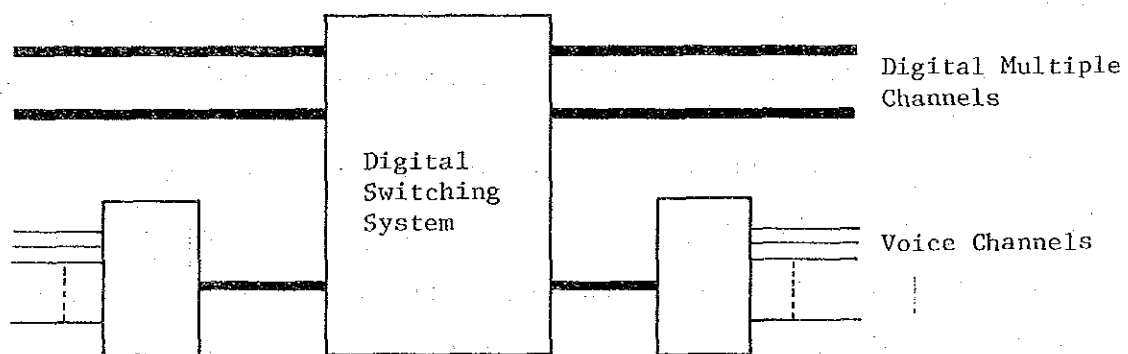 Digital Multiple
Channels
Digital
Switching
System
Voice Channels